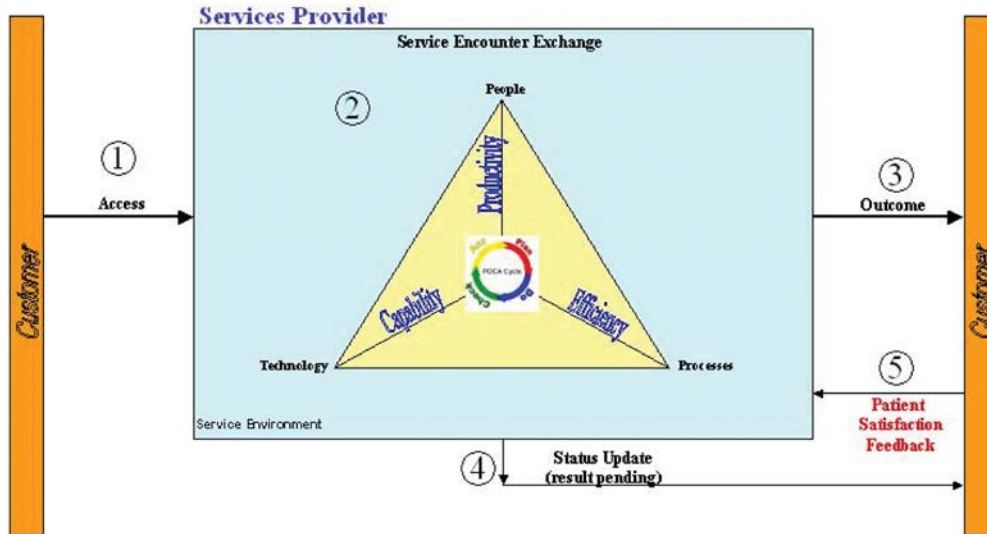 Services Provider
Service Encounter Exchange
People
2
1
Access
3
Outcome
Productivity
Act
Plan
PDCA Cycle
Check
Do
Capability
Efficiency
Customer
Customer
Technology
Processes
5
Patient
Satisfaction
Feedback
Service Environment
4
Status Update
(result pending)